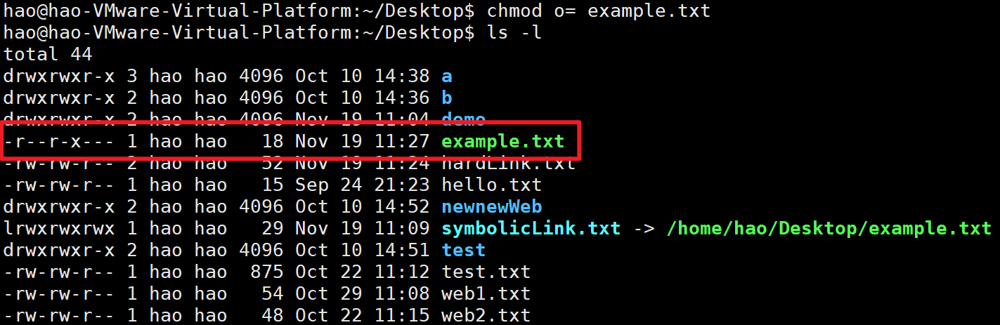 hao@hao-VMware-Virtual-Platform:~/Desktop$ chmod o= example.txt
hao@hao-VMware-Virtual-Platform:~/Desktop$ ls -l
total 44
drwxrwxr-x 3 hao hao 4096 Oct 10 14:38 a
drwxrwxr-x 2 hao hao 4096 Oct 10 14:36 b
drwxrwxr-x 2 hao hao 4096 Nov 19 11:04 demo
-r--r-x--- 1 hao hao   18 Nov 19 11:27 example.txt
-rw-rw-r-- 2 hao hao   52 Nov 19 11:24 hardLink.txt
-rw-rw-r-- 1 hao hao   15 Sep 24 21:23 hello.txt
drwxrwxr-x 2 hao hao 4096 Oct 10 14:52 newnewWeb
lrwxrwxrwx 1 hao hao   29 Nov 19 11:09 symbolicLink.txt -> /home/hao/Desktop/example.txt
drwxrwxr-x 2 hao hao 4096 Oct 10 14:51 test
-rw-rw-r-- 1 hao hao  875 Oct 22 11:12 test.txt
-rw-rw-r-- 1 hao hao   54 Oct 29 11:08 web1.txt
-rw-rw-r-- 1 hao hao   48 Oct 22 11:15 web2.txt